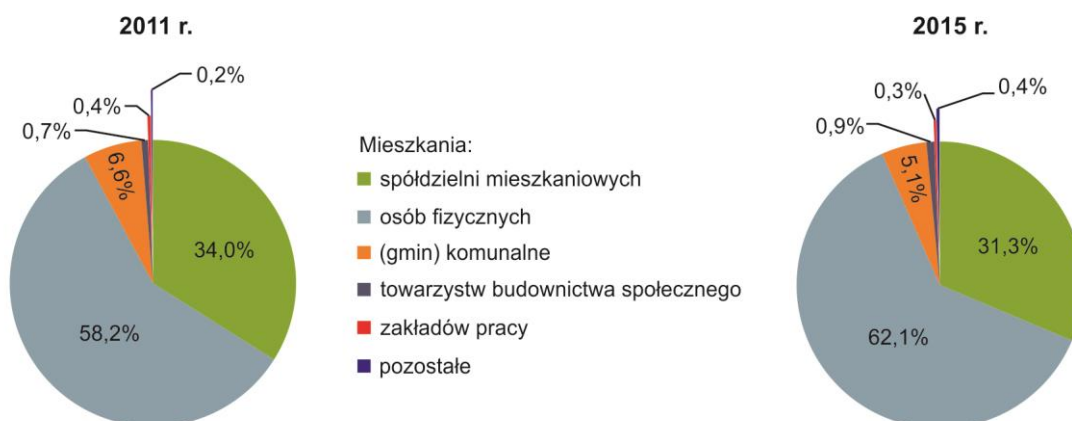 2011 r.
0,2%
0,4%
0,7%
6,6%
34,0%
58,2%
Mieszkania:
spółdzielni mieszkaniowych
osób fizycznych
(gmin) komunalne
towarzystw budownictwa społecznego
zakładów pracy
pozostałe
2015 r.
0,4%
0,3%
0,9%
5,1%
31,3%
62,1%